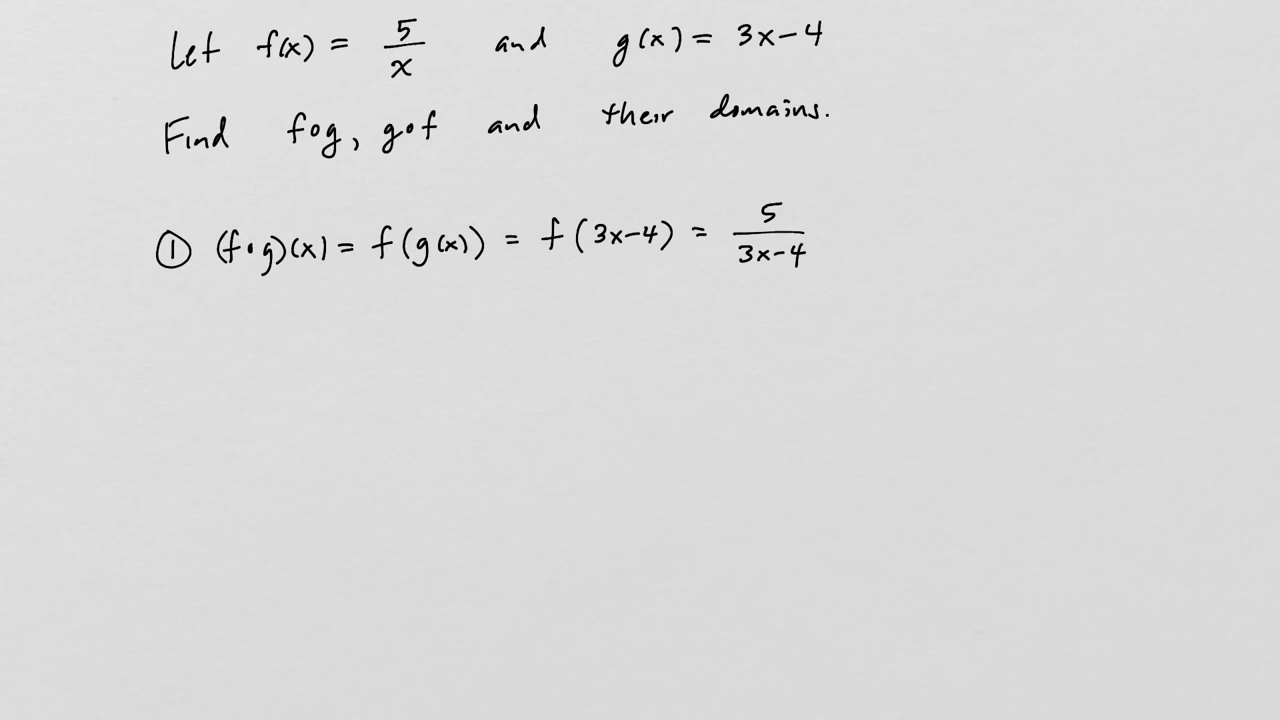 Let f(x) = 5/x and g(x) = 3x-4
Find f∘g, g∘f and their domains.
① (f∘g)(x) = f(g(x)) = f(3x-4) = 5/(3x-4)